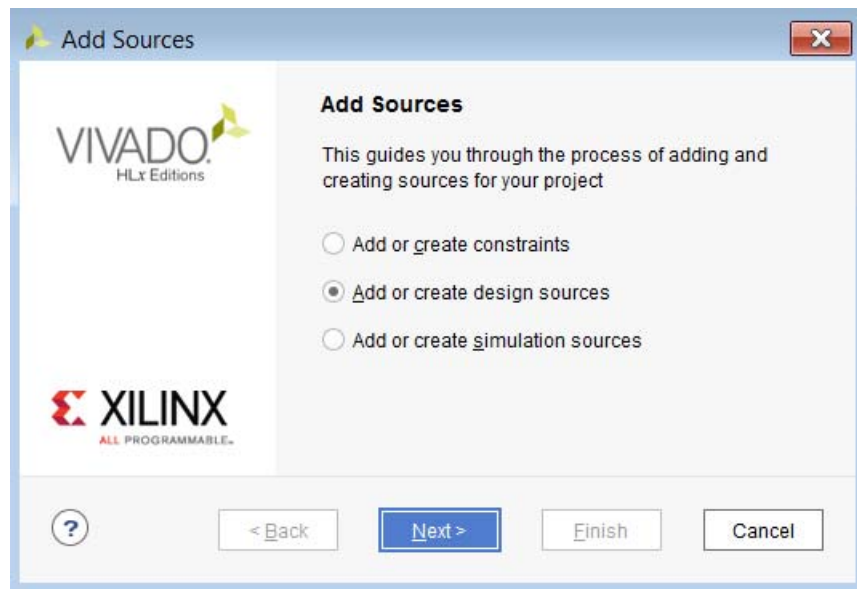 Add Sources
VIVADO.
HLx Editions
Add Sources
This guides you through the process of adding and
creating sources for your project
Add or create constraints
Add or create design sources
Add or create simulation sources
XILINX
ALL PROGRAMMABLE™
?
< Back
Next >
Finish
Cancel